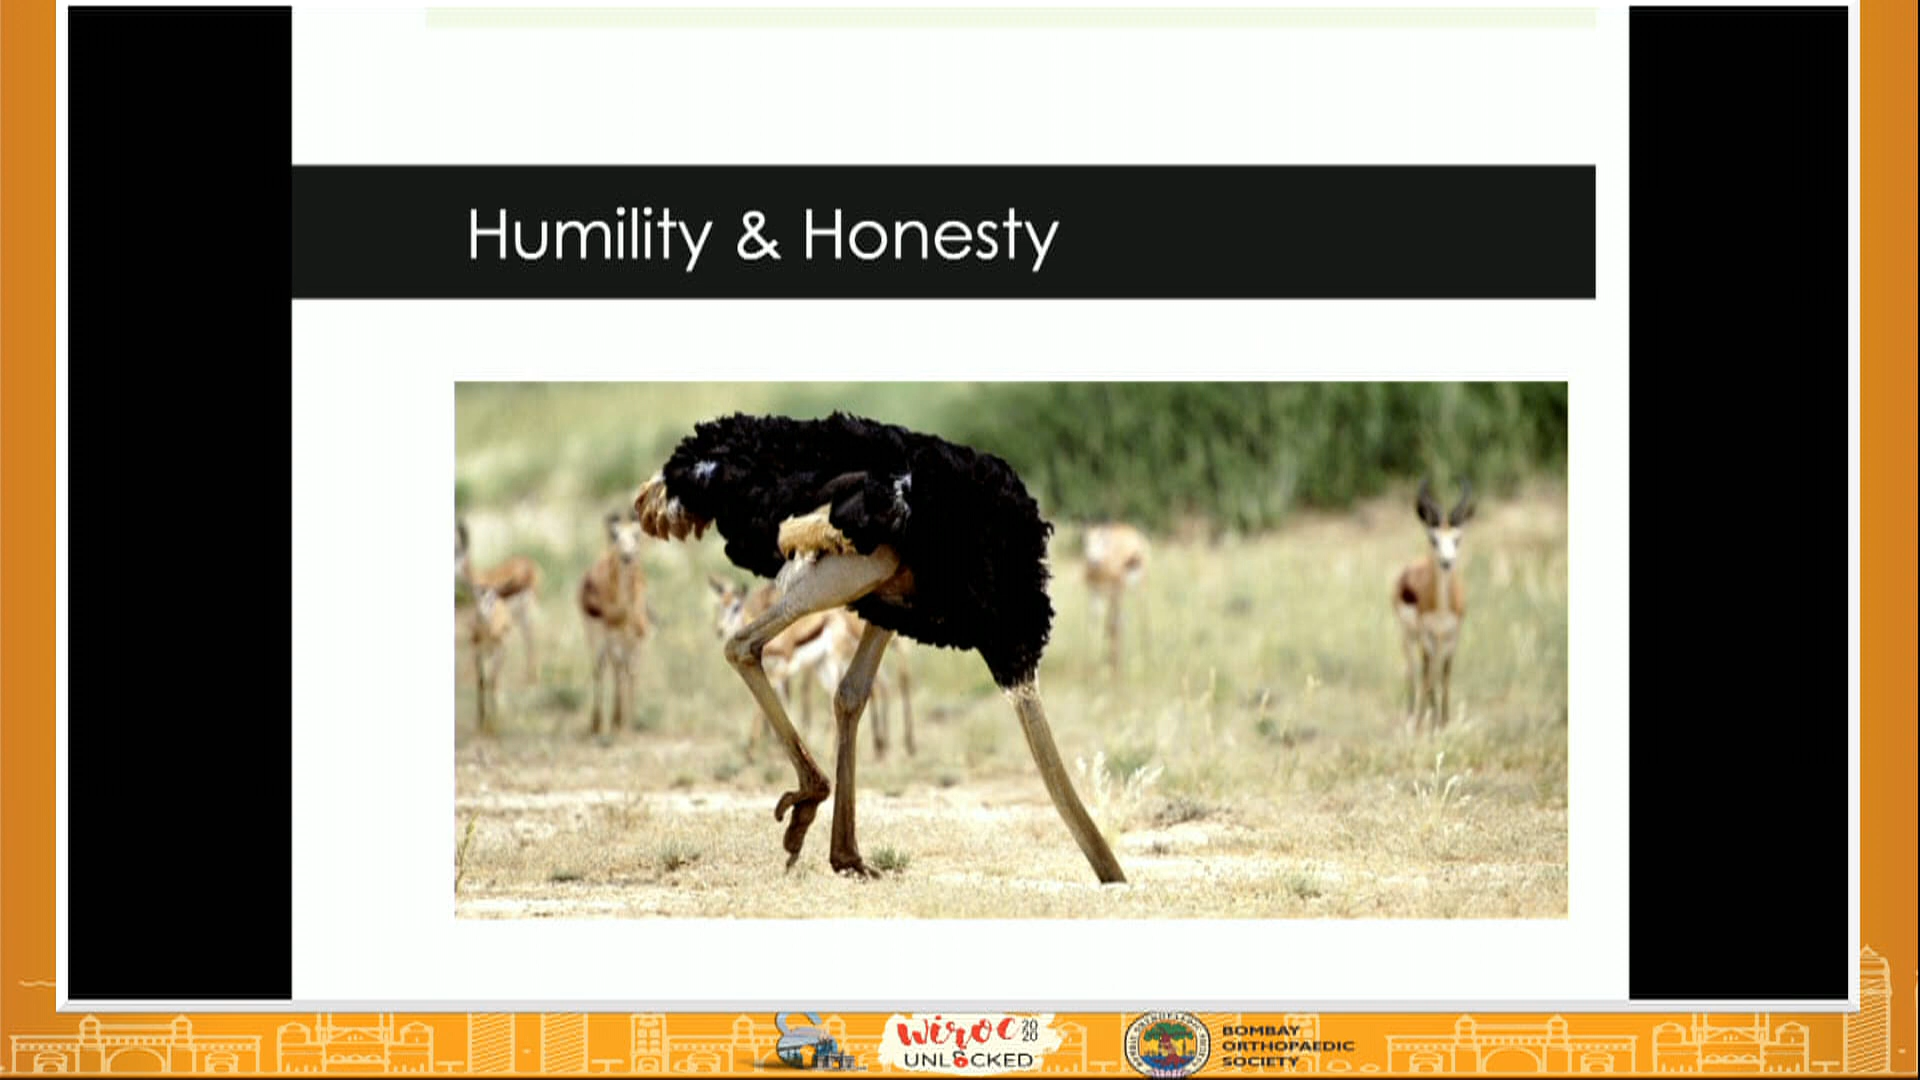 Humility & Honesty
WiROC 2020
UNLOCKED
BOMBAY
ORTHOPAEDIC
SOCIETY